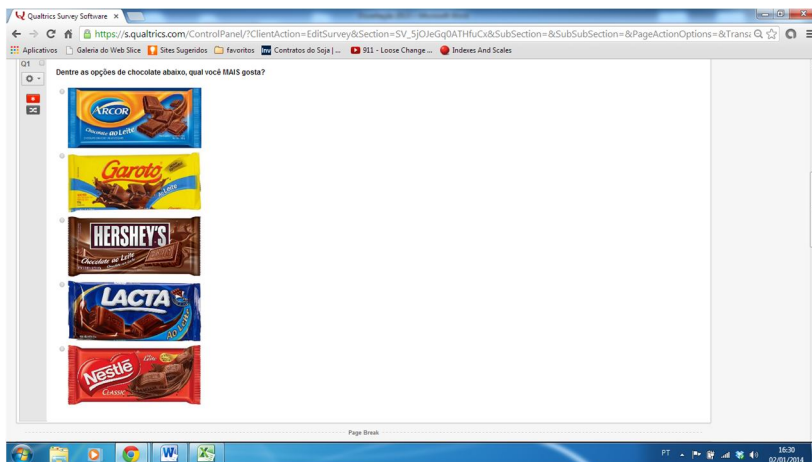 Qualtrics Survey Software
https://s.qualtrics.com/ControlPanel/?ClientAction=EditSurvey&Section=SV_5jOJeGq0ATHfuCx&SubSection=&SubSubSection=&PageActionOptions=&Transa
Aplicativos Galeria do Web Slice Sites Sugeridos favoritos Contratos do Soja | ... 911 - Loose Change ... Indexes And Scales
Q1
Dentre as opções de chocolate abaixo, qual você MAIS gosta?
ARCOR
Chocolate ao Leite
Garoto
Ao Leite
HERSHEY'S
Chocolate ao Leite
LACTA
Ao Leite
Nestlé
CLASSIC
Page Break
PT
16:30
02/01/2014